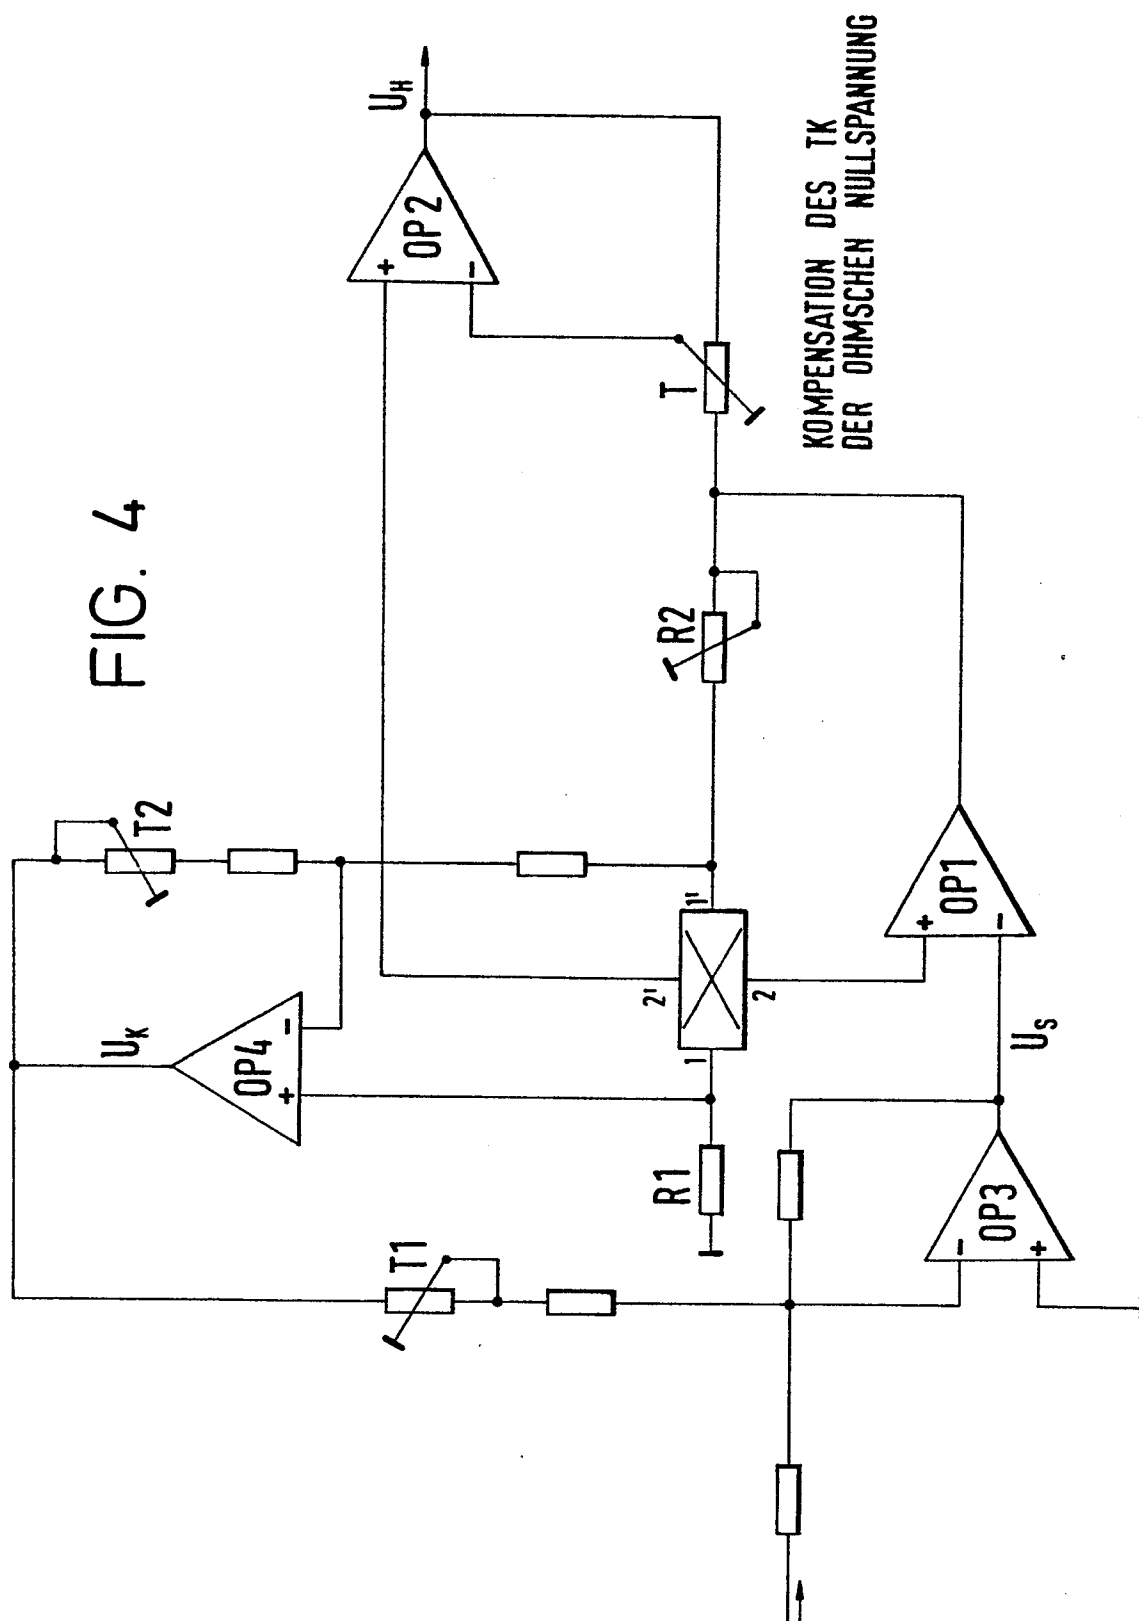 FIG. 4
T2
U_K
OP4
+
-
T1
R1
1
1'
2'
2
R2
T
OP2
+
-
U_H
OP1
+
-
U_S
OP3
-
+
KOMPENSATION DES TK
DER OHMSCHEN NULLSPANNUNG